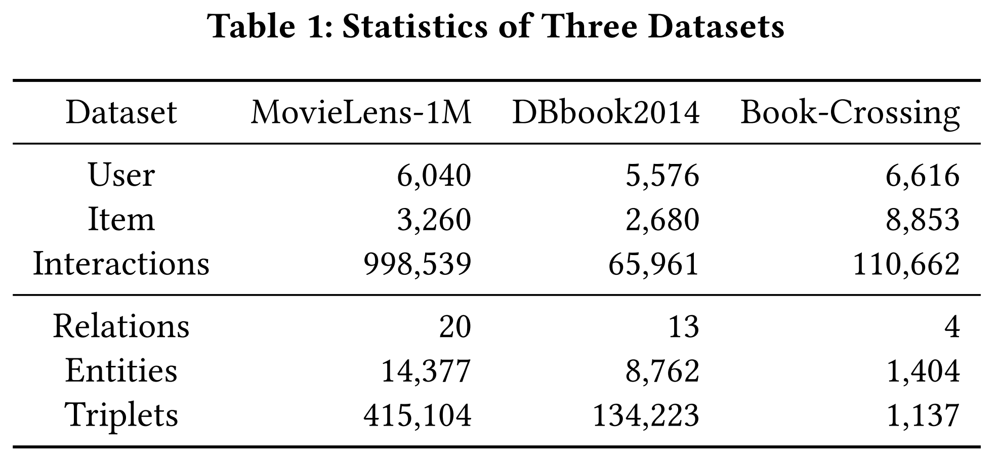 Table 1: Statistics of Three Datasets
Dataset MovieLens-1M DBbook2014 Book-Crossing
User 6,040 5,576 6,616
Item 3,260 2,680 8,853
Interactions 998,539 65,961 110,662
Relations 20 13 4
Entities 14,377 8,762 1,404
Triplets 415,104 134,223 1,137